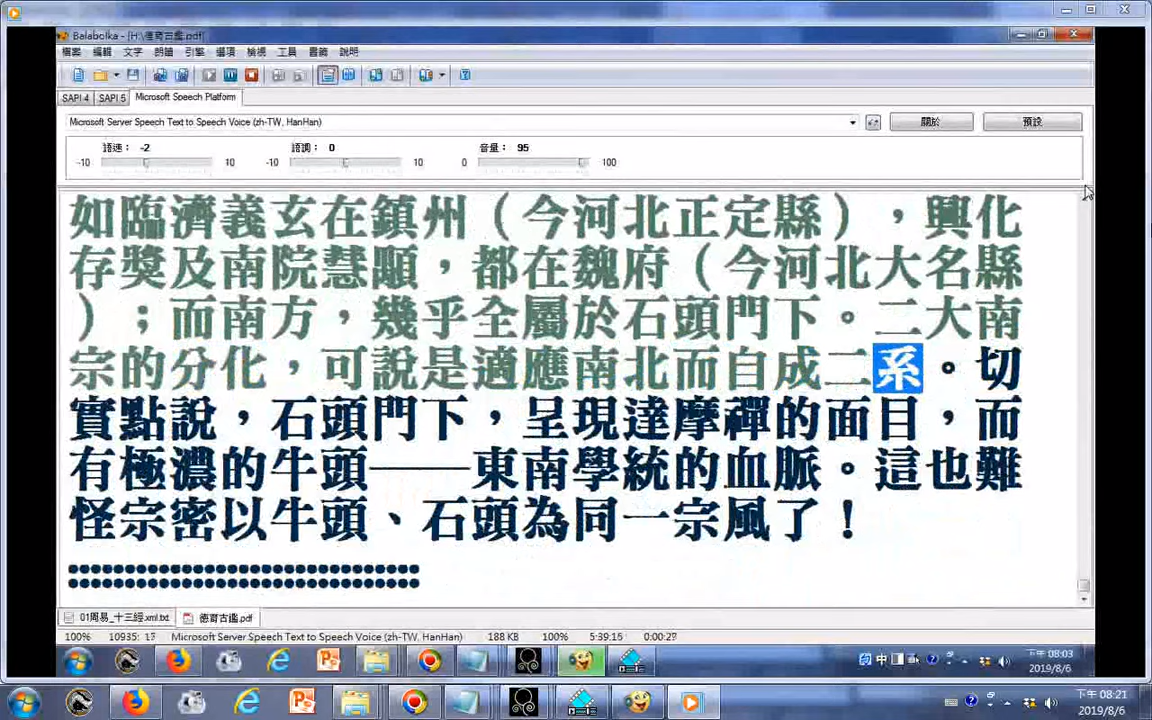 Balabolka - [H:\德育古鑑.pdf]
檔案 編輯 文字 朗讀 引擎 選項 檢視 工具 書籤 說明
SAPI 4 SAPI 5 Microsoft Speech Platform
Microsoft Server Speech Text to Speech Voice (zh-TW, HanHan) 關於 預設
語速： -2 語調： 0 音量： 95
-10 10 -10 10 0 100
如臨濟義玄在鎮州（今河北正定縣），興化
存獎及南院慧顒，都在魏府（今河北大名縣
）；而南方，幾乎全屬於石頭門下。二大南
宗的分化，可說是適應南北而自成二系。切
實點說，石頭門下，呈現達摩禪的面目，而
有極濃的牛頭──東南學統的血脈。這也難
怪宗密以牛頭、石頭為同一宗風了！
01周易_十三經.xml.txt 德育古鑑.pdf
100% 10935: 17 Microsoft Server Speech Text to Speech Voice (zh-TW, HanHan) 188 KB 100% 5:39:15 0:00:27
中 下午 08:03
2019/8/6
下午 08:21
2019/8/6